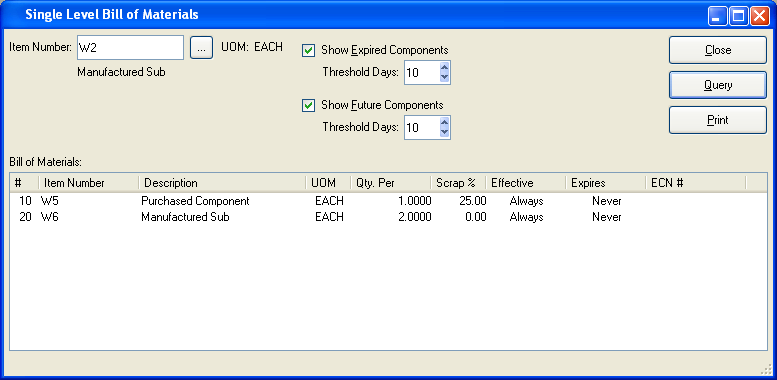 Single Level Bill of Materials
Item Number: W2 ... UOM: EACH
Manufactured Sub
Show Expired Components
Threshold Days: 10
Show Future Components
Threshold Days: 10
Close
Query
Print
Bill of Materials:
# Item Number Description UOM Qty. Per Scrap % Effective Expires ECN #
10 W5 Purchased Component EACH 1.0000 25.00 Always Never
20 W6 Manufactured Sub EACH 2.0000 0.00 Always Never